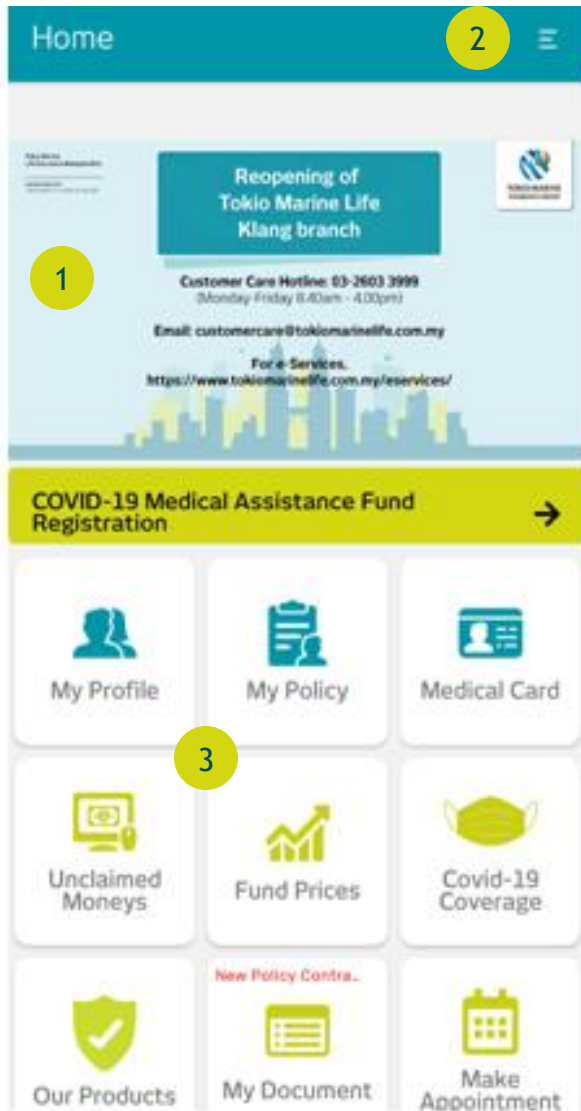 Home
2
Reopening of
Tokio Marine Life
Klang branch
TOKIO MARINE
1
Customer Care Hotline: 03-2603 3999
(Monday-Friday 8.40am - 4.00pm)
Email: customercare@tokiomarinelife.com.my
For e-Services,
https://www.tokiomarinelife.com.my/eservices/
COVID-19 Medical Assistance Fund
Registration
My Profile
My Policy
Medical Card
3
Unclaimed
Moneys
Fund Prices
Covid-19
Coverage
New Policy Contra..
Our Products
My Document
Make
Appointment